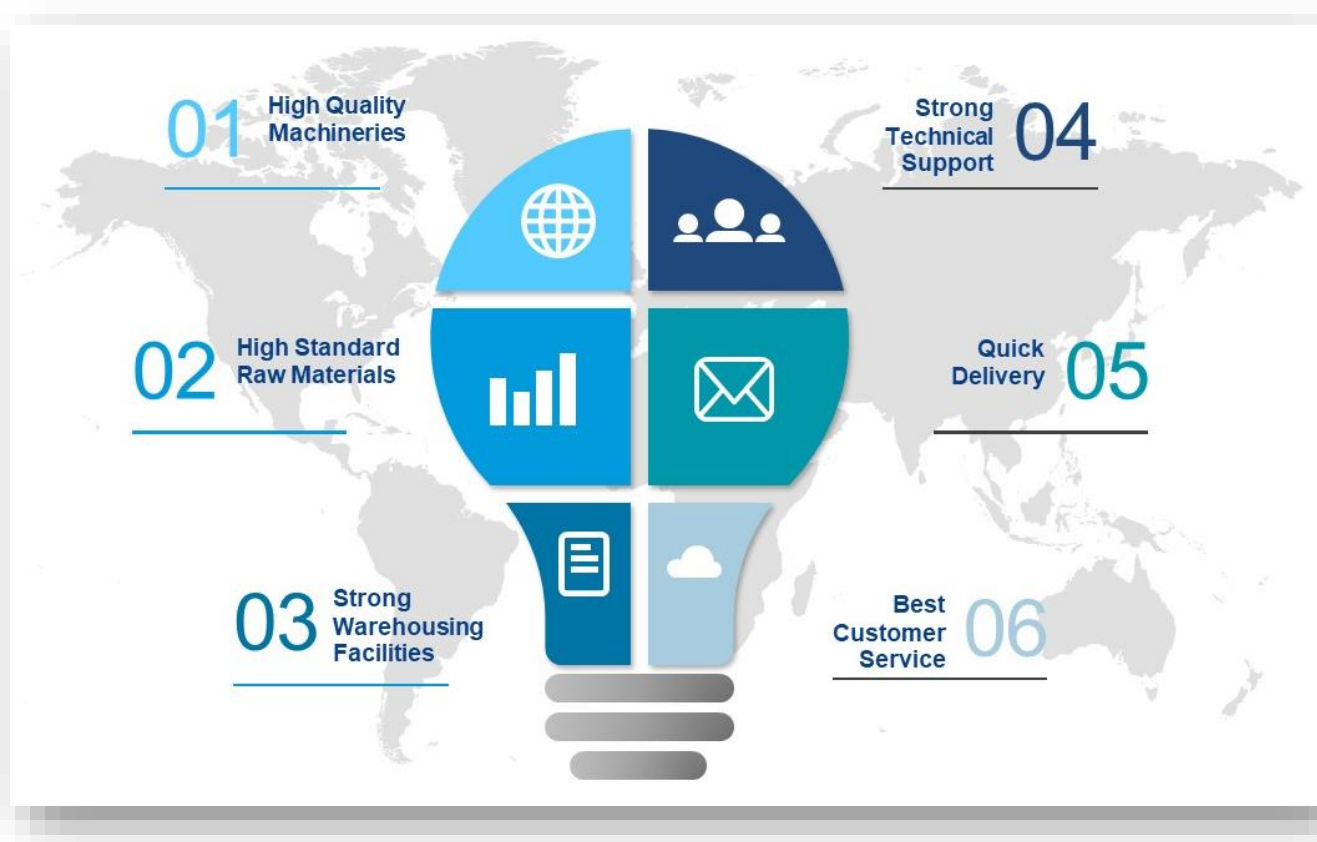 01
High Quality
Machineries
02
High Standard
Raw Materials
03
Strong
Warehousing
Facilities
Strong
Technical
Support
04
Quick
Delivery
05
Best
Customer
Service
06